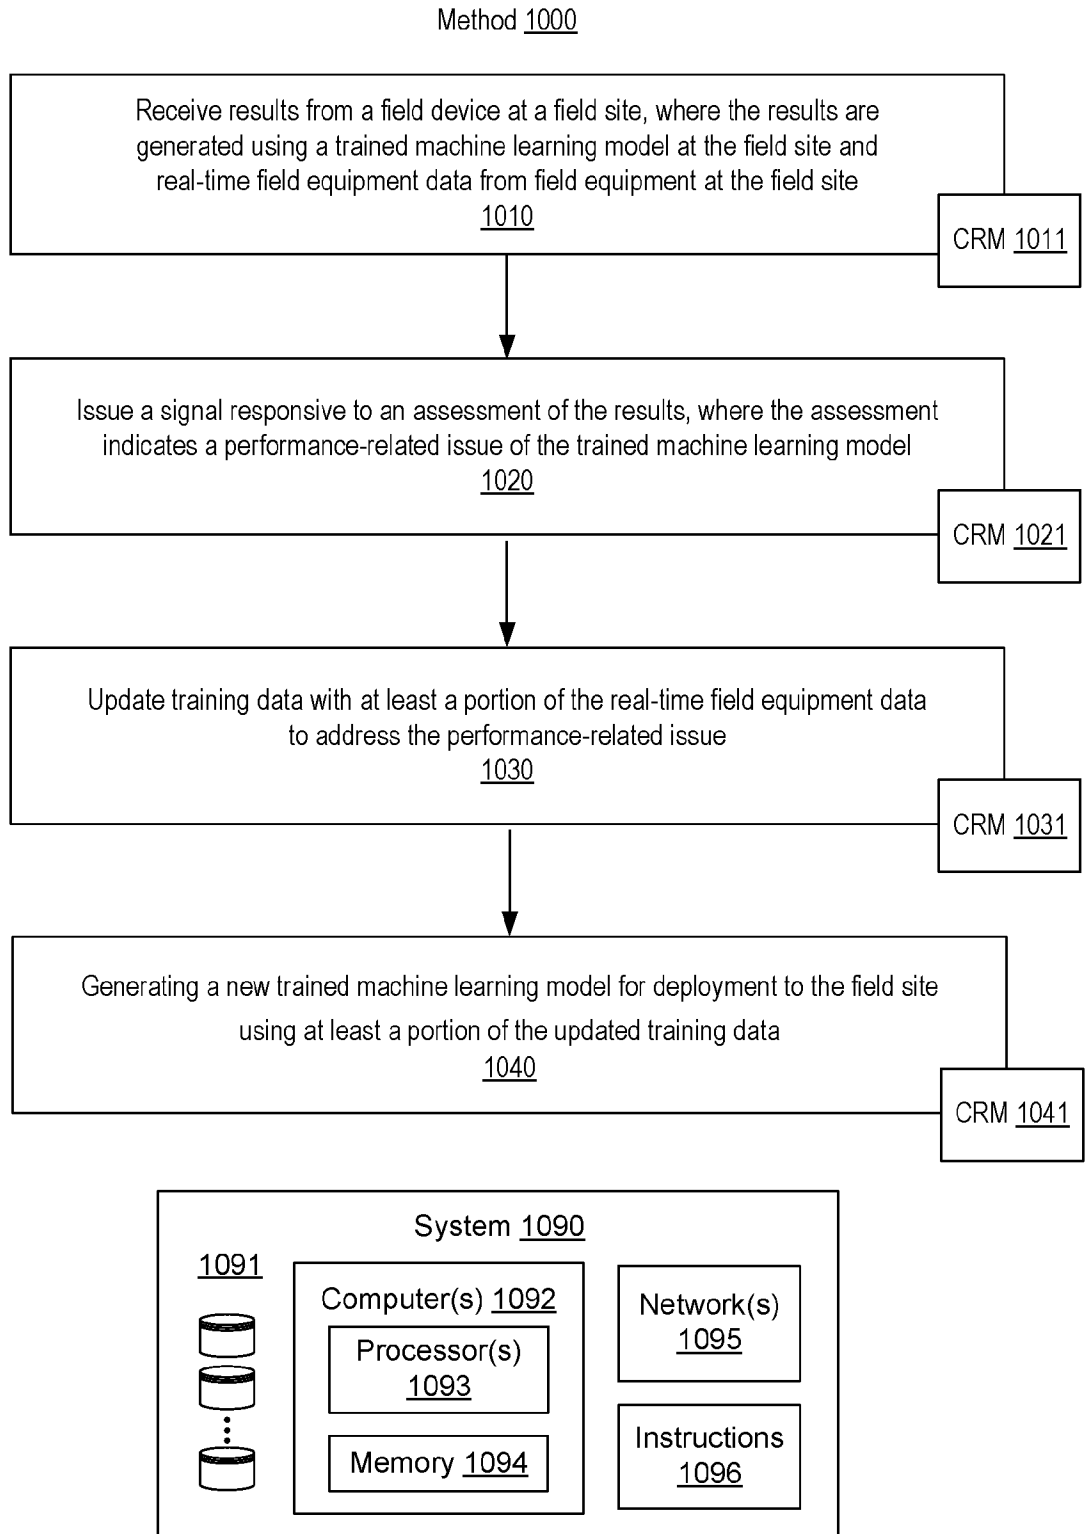 Method 1000
Receive results from a field device at a field site, where the results are
generated using a trained machine learning model at the field site and
real-time field equipment data from field equipment at the field site
1010
CRM 1011
Issue a signal responsive to an assessment of the results, where the assessment
indicates a performance-related issue of the trained machine learning model
1020
CRM 1021
Update training data with at least a portion of the real-time field equipment data
to address the performance-related issue
1030
CRM 1031
Generating a new trained machine learning model for deployment to the field site
using at least a portion of the updated training data
1040
CRM 1041
System 1090
1091
Computer(s) 1092
Processor(s)
1093
Memory 1094
Network(s)
1095
Instructions
1096